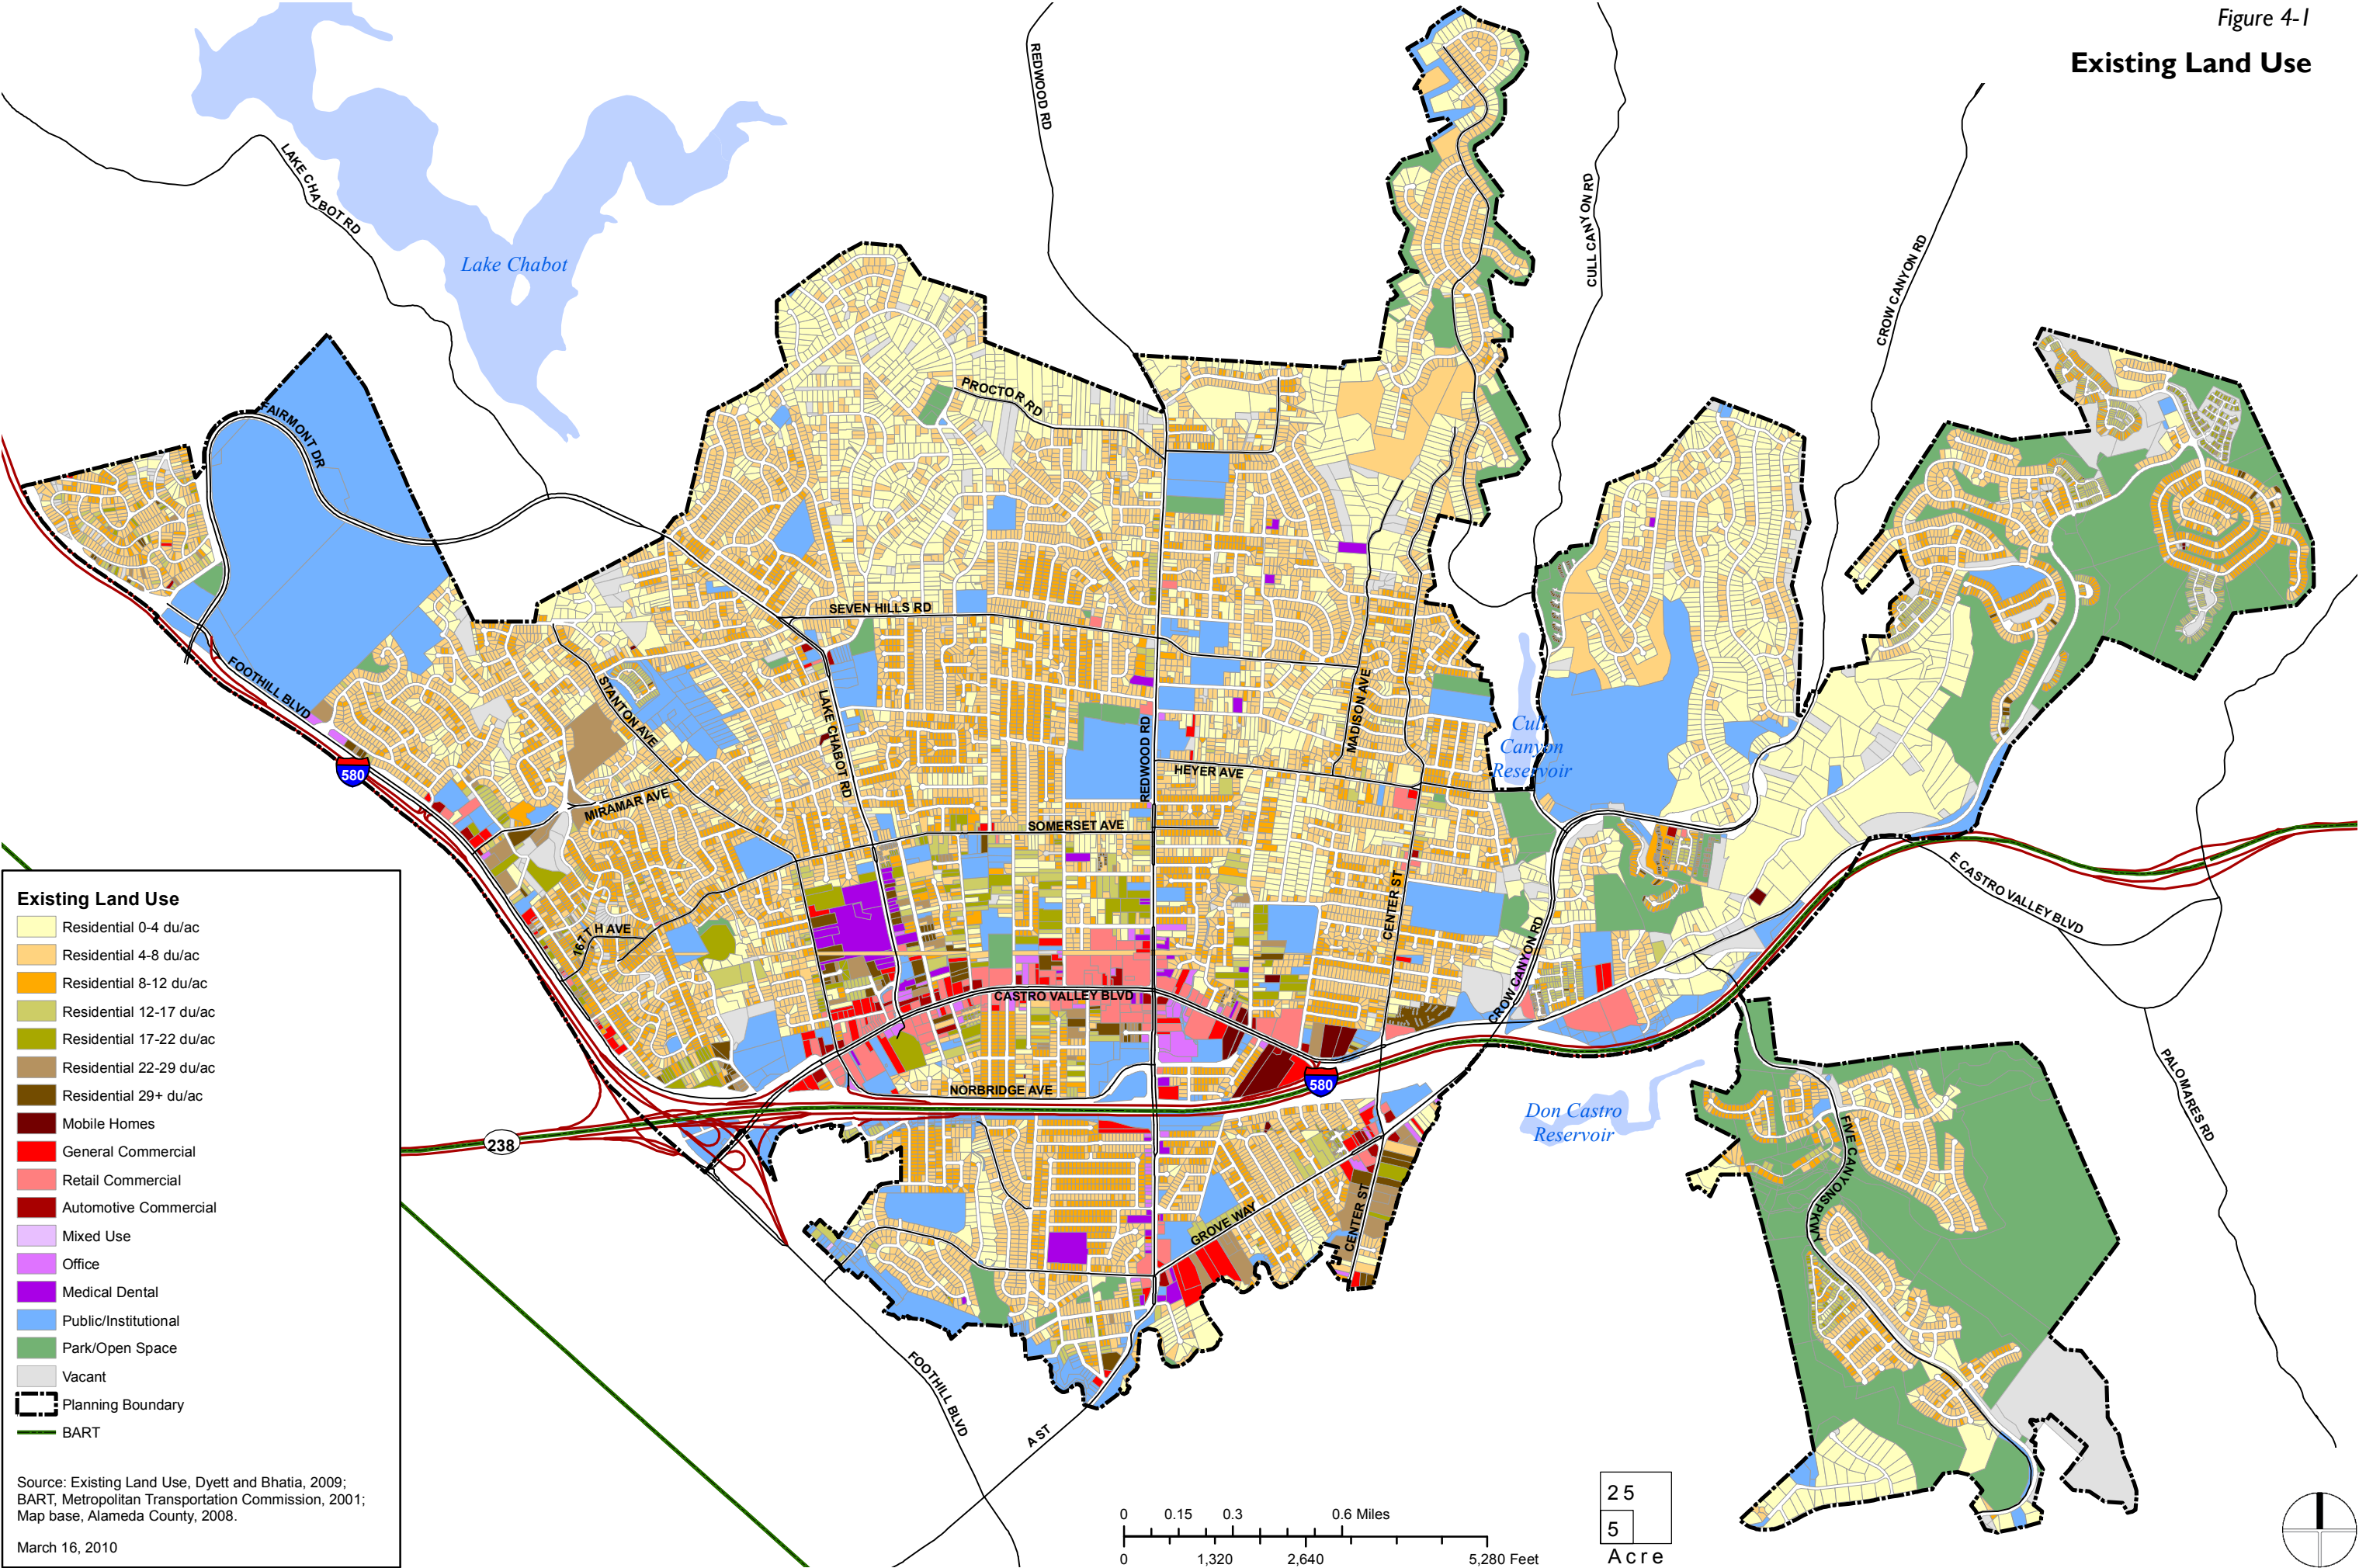 Figure 4-1
Existing Land Use
REDWOOD RD
LAKE CHABOT RD
CULL CANYON RD
CROW CANYON RD
Lake Chabot
PROCTOR RD
FAIRMONT DR
SEVEN HILLS RD
FOOTHILL BLVD
STANTON AVE
LAKE CHABOT RD
REDWOOD RD
MADISON AVE
Cull
Canyon
Reservoir
580
HEYER AVE
MIRAMAR AVE
SOMERSET AVE
E CASTRO VALLEY BLVD
CENTER ST
167TH AVE
CROW CANYON RD
CASTRO VALLEY BLVD
NORBRIDGE AVE
580
238
Don Castro
Reservoir
PALOMARES RD
FIVE CANYONS PKWY
GROVE WAY
CENTER ST
FOOTHILL BLVD
A ST
Existing Land Use
Residential 0-4 du/ac
Residential 4-8 du/ac
Residential 8-12 du/ac
Residential 12-17 du/ac
Residential 17-22 du/ac
Residential 22-29 du/ac
Residential 29+ du/ac
Mobile Homes
General Commercial
Retail Commercial
Automotive Commercial
Mixed Use
Office
Medical Dental
Public/Institutional
Park/Open Space
Vacant
Planning Boundary
BART
Source: Existing Land Use, Dyett and Bhatia, 2009;
BART, Metropolitan Transportation Commission, 2001;
Map base, Alameda County, 2008.
March 16, 2010
0 0.15 0.3 0.6 Miles
0 1,320 2,640 5,280 Feet
25
5
Acre